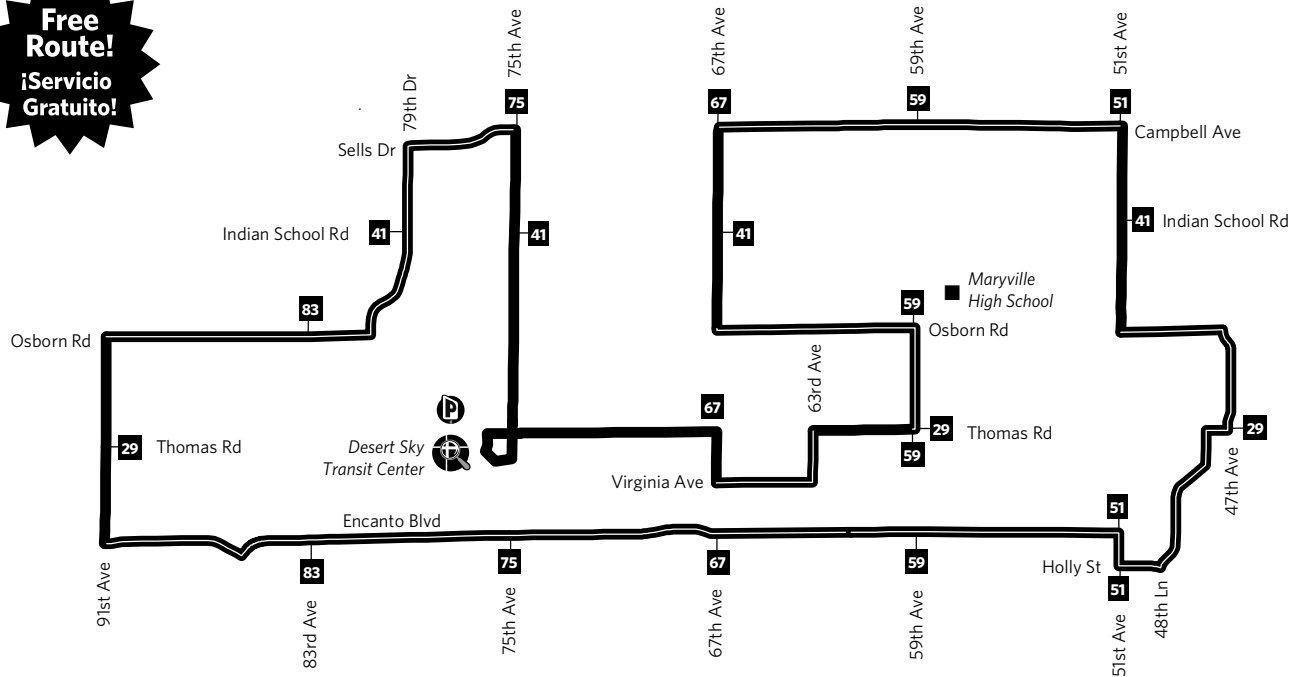 Free
Route!
¡Servicio
Gratuito!
75th Ave
67th Ave
59th Ave
51st Ave
79th Dr
75
67
59
51
Sells Dr
Campbell Ave
Indian School Rd
41
41
41
41
Indian School Rd
Maryville
High School
83
59
Osborn Rd
Osborn Rd
63rd Ave
P
67
29
Thomas Rd
Desert Sky
Transit Center
29
Thomas Rd
29
59
Virginia Ave
47th Ave
Encanto Blvd
51
83
75
67
59
Holly St
51
91st Ave
83rd Ave
75th Ave
67th Ave
59th Ave
51st Ave
48th Ln